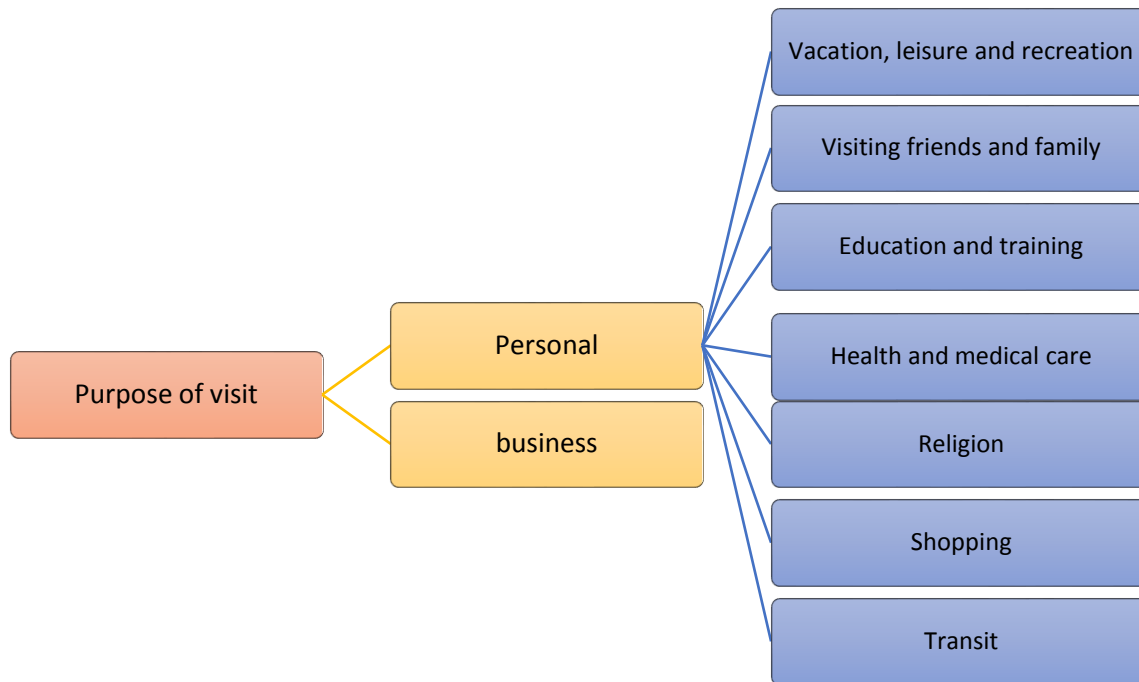 Purpose of visit
Personal
business
Vacation, leisure and recreation
Visiting friends and family
Education and training
Health and medical care
Religion
Shopping
Transit